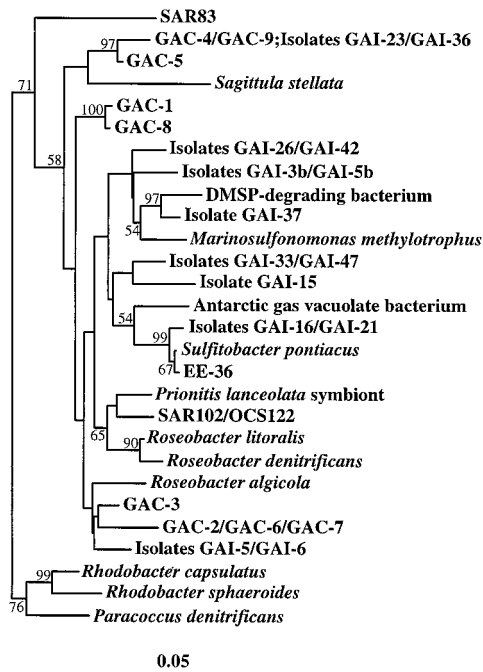 SAR83
GAC-4/GAC-9;Isolates GAI-23/GAI-36
97
GAC-5
71
Sagittula stellata
100
GAC-1
GAC-8
58
Isolates GAI-26/GAI-42
Isolates GAI-3b/GAI-5b
97
DMSP-degrading bacterium
Isolate GAI-37
54
Marinosulfonomonas methylotrophus
Isolates GAI-33/GAI-47
Isolate GAI-15
Antarctic gas vacuolate bacterium
54
Isolates GAI-16/GAI-21
99
Sulfitobacter pontiacus
67
EE-36
Prionitis lanceolata symbiont
SAR102/OCS122
65
Roseobacter litoralis
90
Roseobacter denitrificans
Roseobacter algicola
GAC-3
GAC-2/GAC-6/GAC-7
Isolates GAI-5/GAI-6
Rhodobacter capsulatus
99
Rhodobacter sphaeroides
76
Paracoccus denitrificans
0.05